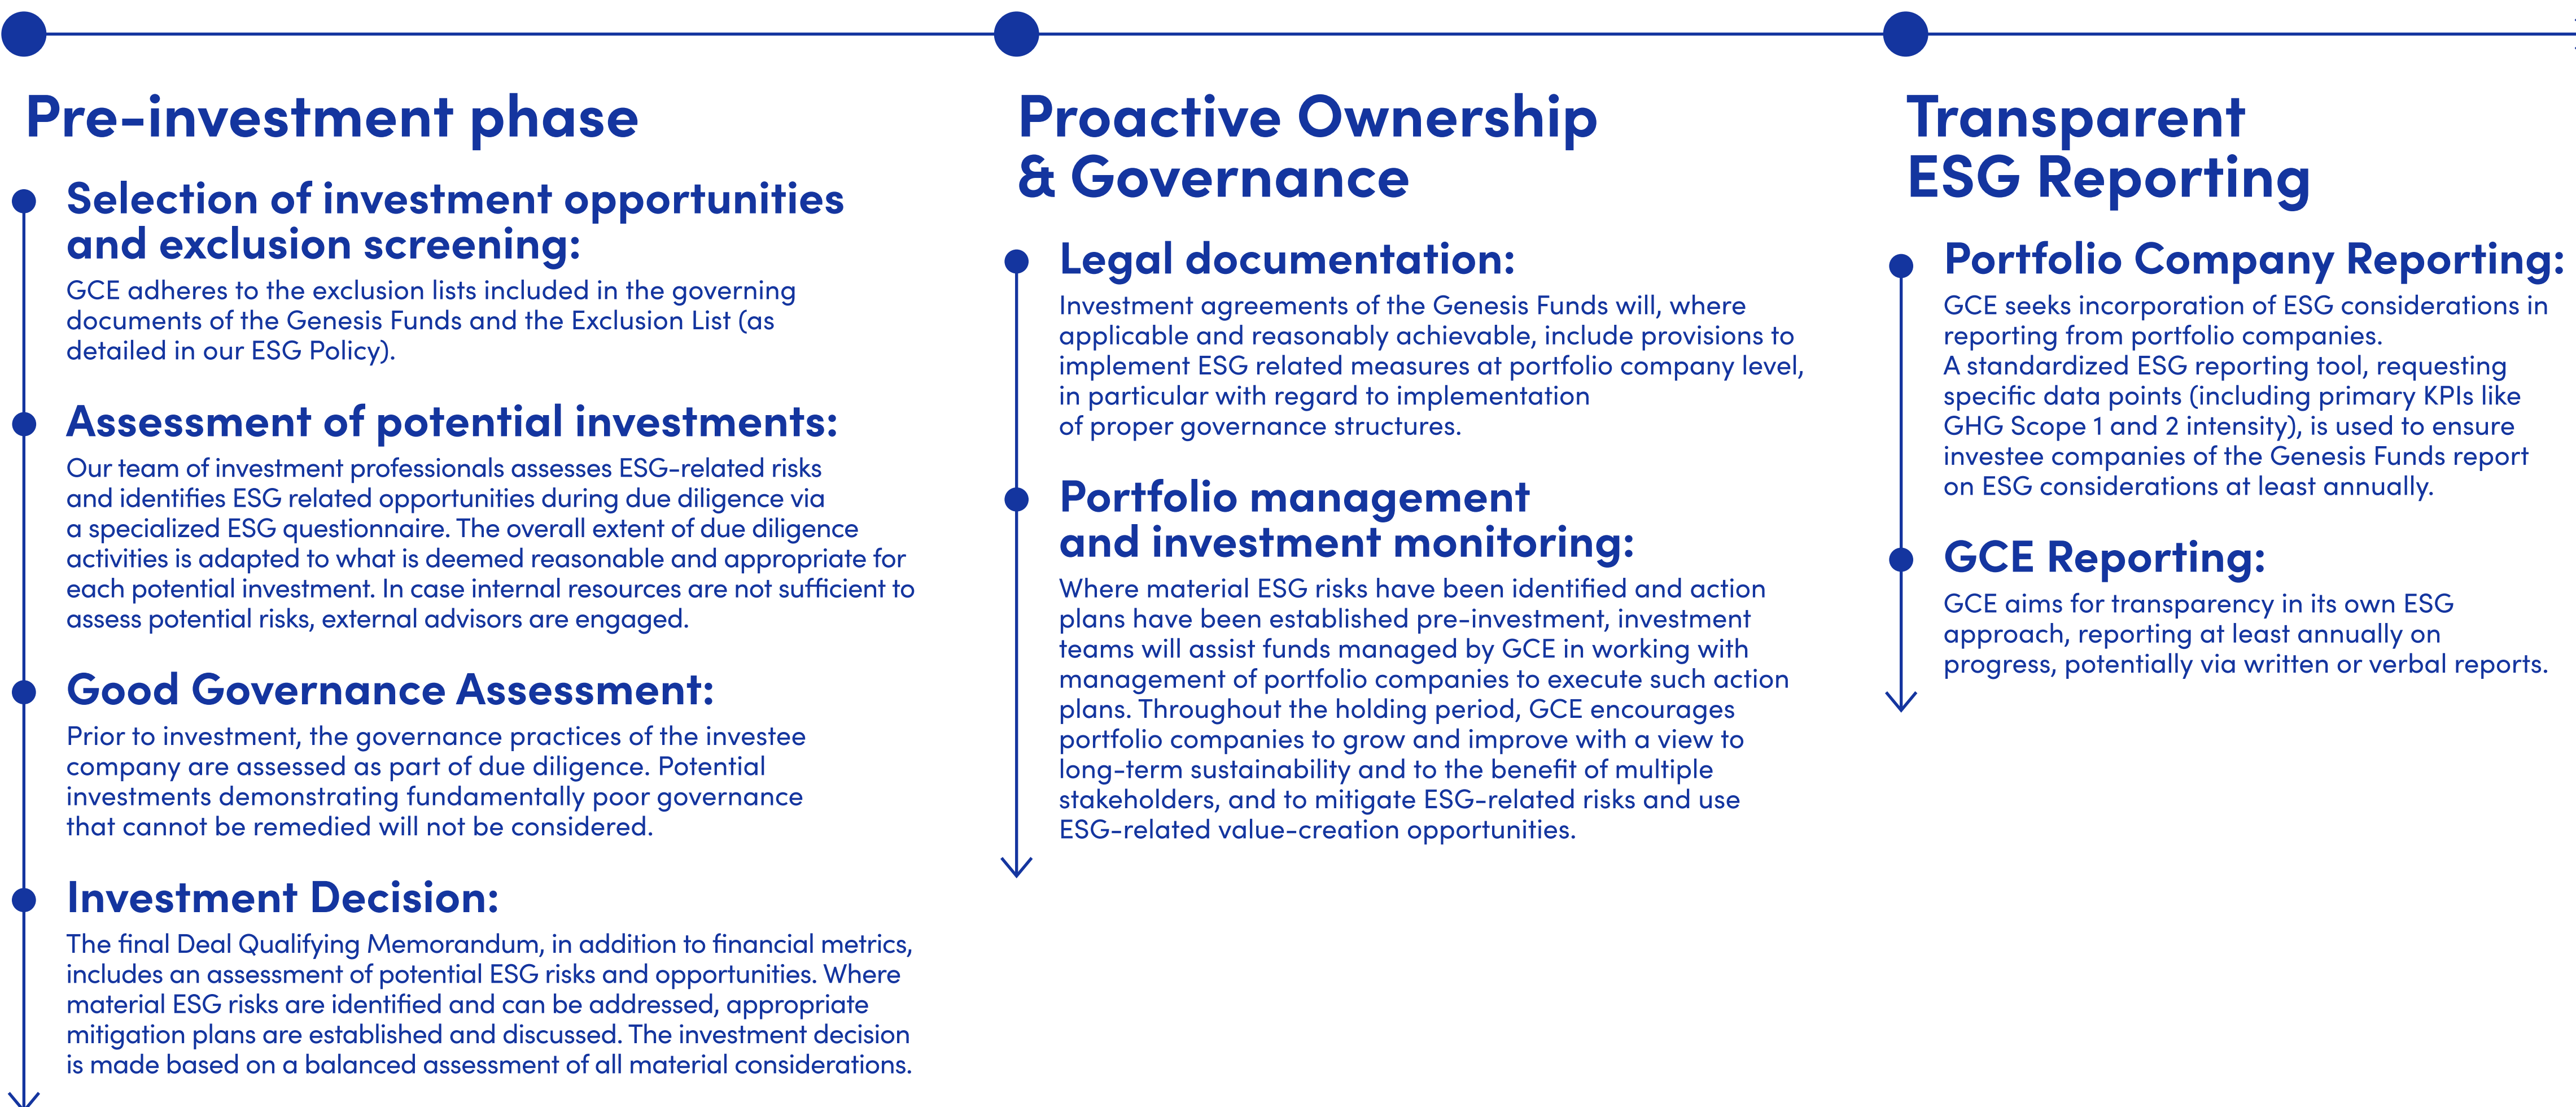 Pre-investment phase
Selection of investment opportunities
and exclusion screening:
GCE adheres to the exclusion lists included in the governing
documents of the Genesis Funds and the Exclusion List (as
detailed in our ESG Policy).
Assessment of potential investments:
Our team of investment professionals assesses ESG-related risks
and identifies ESG related opportunities during due diligence via
a specialized ESG questionnaire. The overall extent of due diligence
activities is adapted to what is deemed reasonable and appropriate for
each potential investment. In case internal resources are not sufficient to
assess potential risks, external advisors are engaged.
Good Governance Assessment:
Prior to investment, the governance practices of the investee
company are assessed as part of due diligence. Potential
investments demonstrating fundamentally poor governance
that cannot be remedied will not be considered.
Investment Decision:
The final Deal Qualifying Memorandum, in addition to financial metrics,
includes an assessment of potential ESG risks and opportunities. Where
material ESG risks are identified and can be addressed, appropriate
mitigation plans are established and discussed. The investment decision
is made based on a balanced assessment of all material considerations.
Proactive Ownership
& Governance
Legal documentation:
Investment agreements of the Genesis Funds will, where
applicable and reasonably achievable, include provisions to
implement ESG related measures at portfolio company level,
in particular with regard to implementation
of proper governance structures.
Portfolio management
and investment monitoring:
Where material ESG risks have been identified and action
plans have been established pre-investment, investment
teams will assist funds managed by GCE in working with
management of portfolio companies to execute such action
plans. Throughout the holding period, GCE encourages
portfolio companies to grow and improve with a view to
long-term sustainability and to the benefit of multiple
stakeholders, and to mitigate ESG-related risks and use
ESG-related value-creation opportunities.
Transparent
ESG Reporting
Portfolio Company Reporting:
GCE seeks incorporation of ESG considerations in
reporting from portfolio companies.
A standardized ESG reporting tool, requesting
specific data points (including primary KPIs like
GHG Scope 1 and 2 intensity), is used to ensure
investee companies of the Genesis Funds report
on ESG considerations at least annually.
GCE Reporting:
GCE aims for transparency in its own ESG
approach, reporting at least annually on
progress, potentially via written or verbal reports.